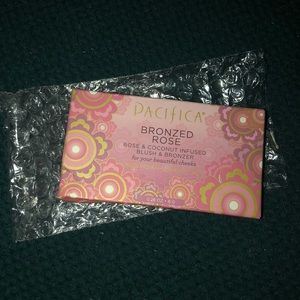 PACIFICA
BRONZED
ROSE
ROSE & COCONUT INFUSED
BLUSH & BRONZER
for your beautiful cheeks